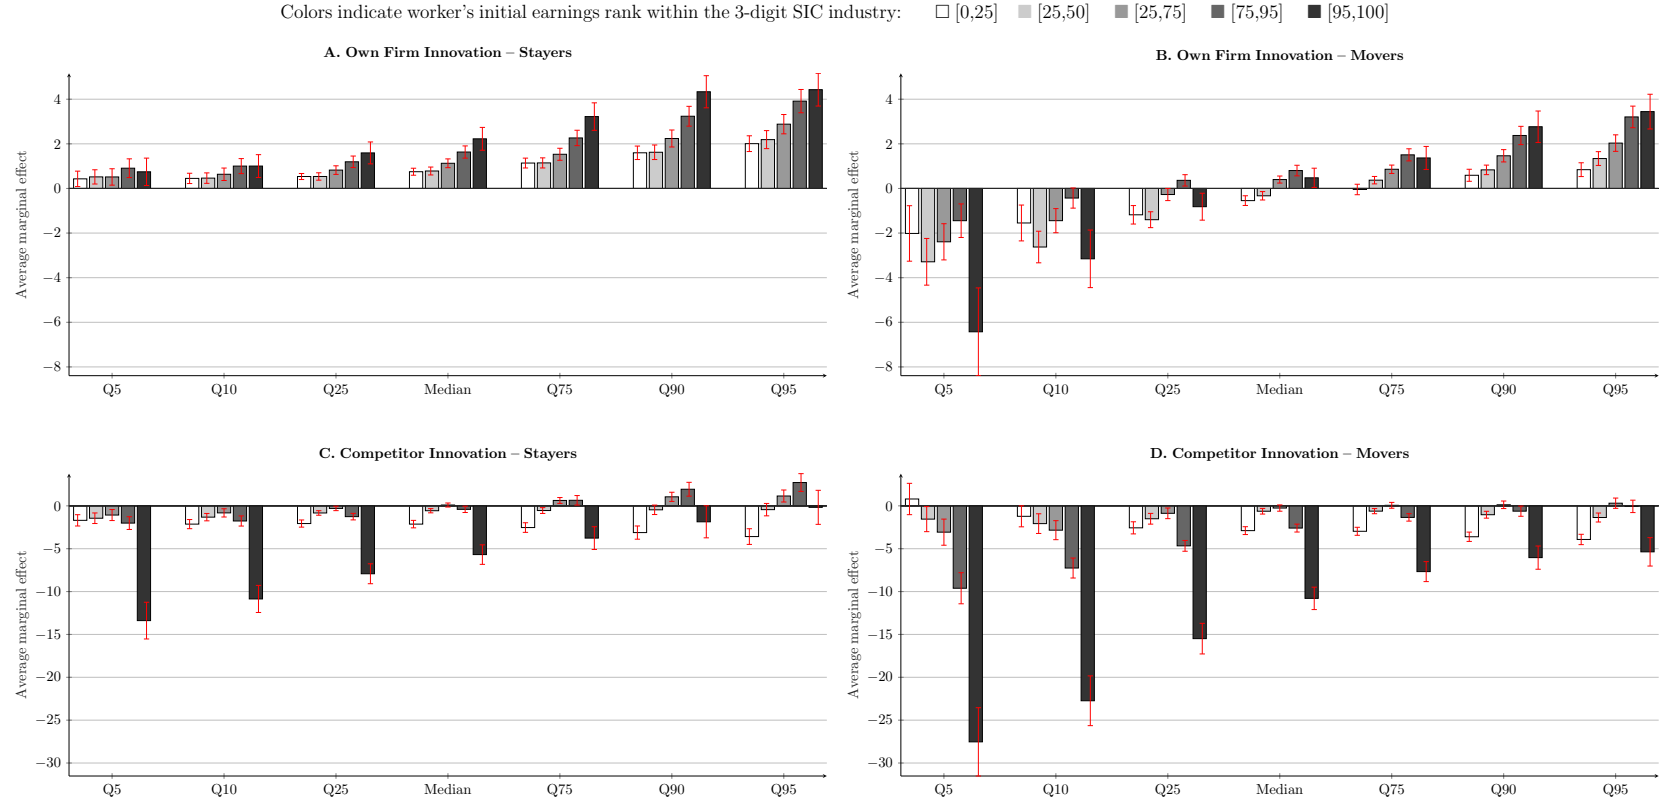 Colors indicate worker's initial earnings rank within the 3-digit SIC industry: [0,25] [25,50] [25,75] [75,95] [95,100]
A. Own Firm Innovation – Stayers
Average marginal effect
4
2
0
−2
−4
−6
−8
Q5 Q10 Q25 Median Q75 Q90 Q95
B. Own Firm Innovation – Movers
Average marginal effect
4
2
0
−2
−4
−6
−8
Q5 Q10 Q25 Median Q75 Q90 Q95
C. Competitor Innovation – Stayers
Average marginal effect
0
−5
−10
−15
−20
−25
−30
Q5 Q10 Q25 Median Q75 Q90 Q95
D. Competitor Innovation – Movers
Average marginal effect
0
−5
−10
−15
−20
−25
−30
Q5 Q10 Q25 Median Q75 Q90 Q95